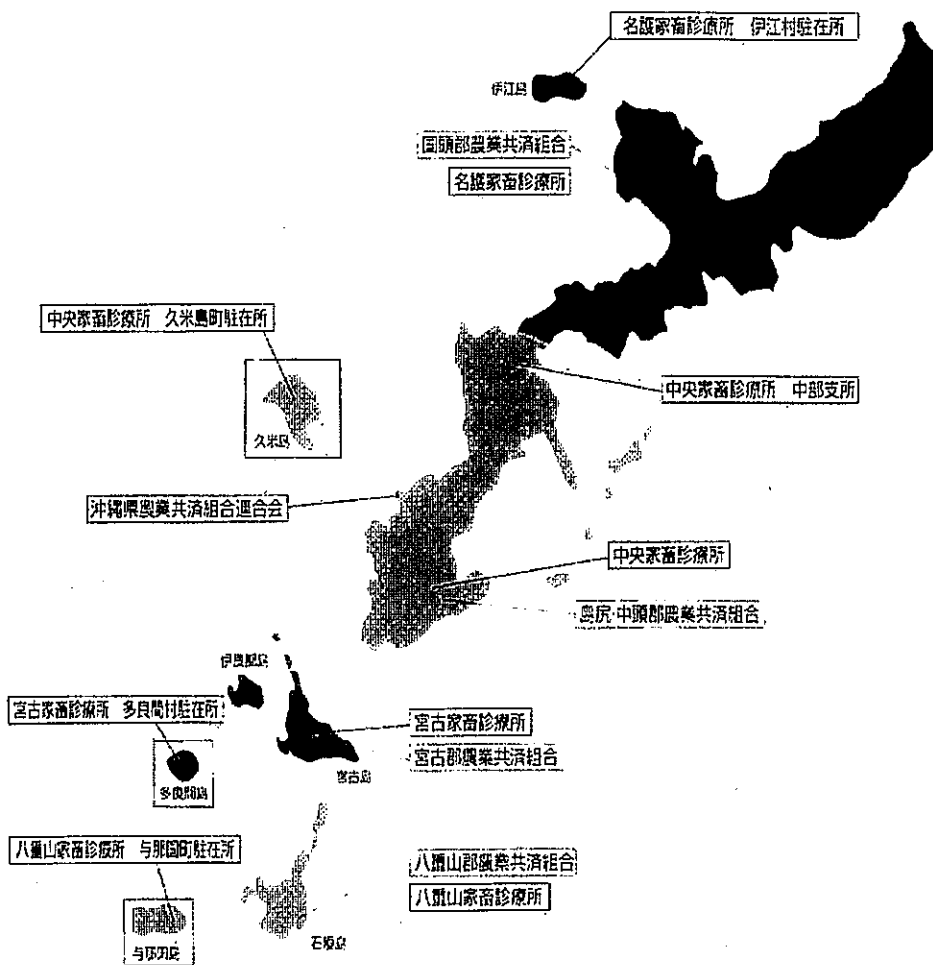 名護家畜診療所　伊江村駐在所
伊江島
国頭郡農業共済組合
名護家畜診療所
中央家畜診療所　久米島町駐在所
久米島
中央家畜診療所　中部支所
沖縄県農業共済組合連合会
中央家畜診療所
島尻・中頭郡農業共済組合
伊良部島
宮古家畜診療所　多良間村駐在所
多良間島
宮古家畜診療所
宮古郡農業共済組合
宮古島
八重山家畜診療所　与那国町駐在所
与那国島
八重山郡農業共済組合
八重山家畜診療所
石垣島